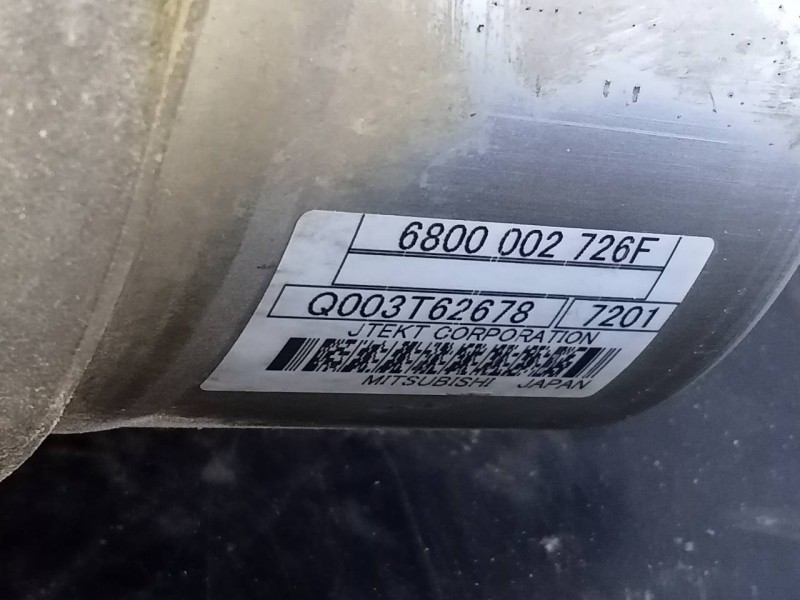 6800 002 726F
Q003T62678 7201
JTEKT CORPORATION
MITSUBISHI JAPAN